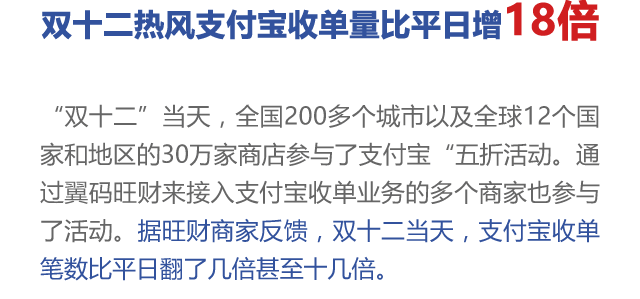 双十二热风支付宝收单量比平日增18倍
“双十二”当天，全国200多个城市以及全球12个国
家和地区的30万家商店参与了支付宝“五折活动。通
过翼码旺财来接入支付宝收单业务的多个商家也参与
了活动。据旺财商家反馈，双十二当天，支付宝收单
笔数比平日翻了几倍甚至十几倍。